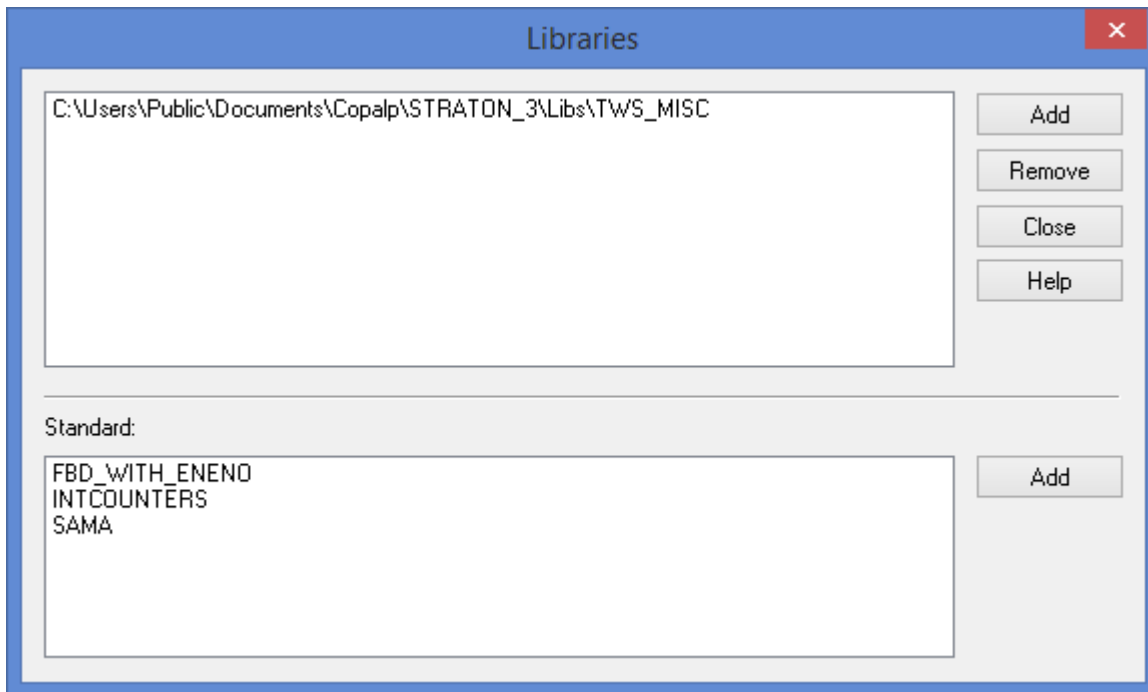 Libraries
C:\Users\Public\Documents\Copalp\STRATON_3\Libs\TWS_MISC
Add
Remove
Close
Help
Standard:
FBD_WITH_ENENO
INTCOUNTERS
SAMA
Add